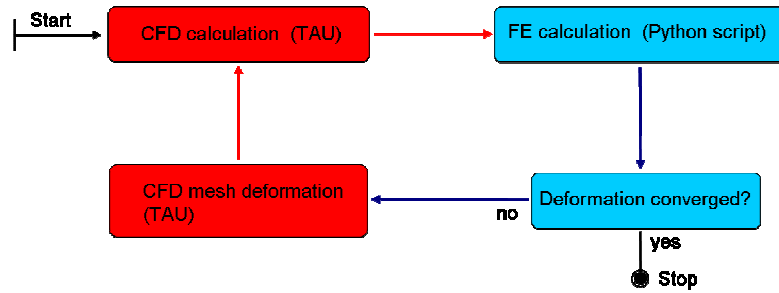 Start
CFD calculation (TAU)
FE calculation (Python script)
CFD mesh deformation
(TAU)
Deformation converged?
no
yes
Stop